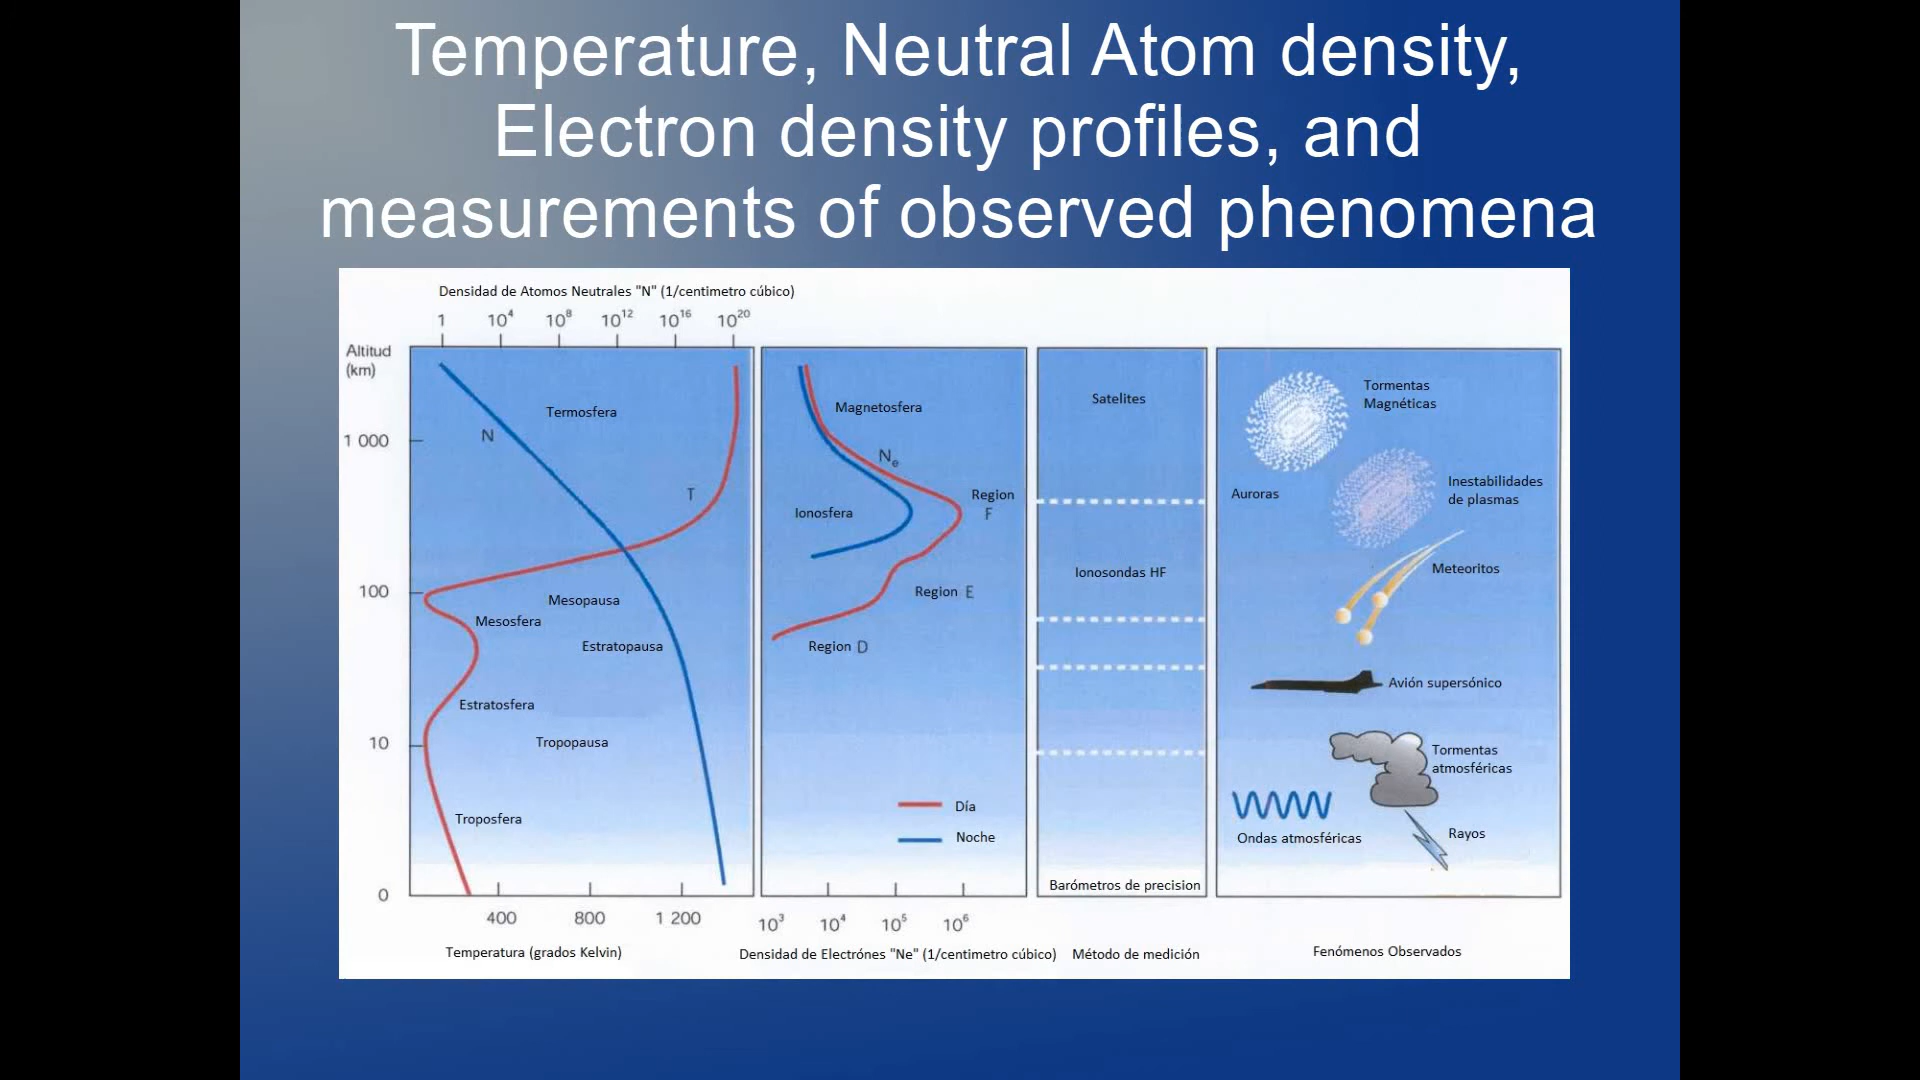 Temperature, Neutral Atom density,
Electron density profiles, and
measurements of observed phenomena
Densidad de Atomos Neutrales "N" (1/centimetro cúbico)
1 10⁴ 10⁸ 10¹² 10¹⁶ 10²⁰
Altitud
(km)
1 000
100
10
0
Termosfera
N
T
Mesopausa
Mesosfera
Estratopausa
Estratosfera
Tropopausa
Troposfera
400 800 1 200
Temperatura (grados Kelvin)
Magnetosfera
Nₑ
Region
F
Ionosfera
Region E
Region D
Día
Noche
10³ 10⁴ 10⁵ 10⁶
Densidad de Electrónes "Ne" (1/centimetro cúbico)
Satelites
Ionosondas HF
Barómetros de precision
Método de medición
Tormentas
Magnéticas
Auroras
Inestabilidades
de plasmas
Meteoritos
Avión supersónico
Tormentas
atmosféricas
Ondas atmosféricas
Rayos
Fenómenos Observados